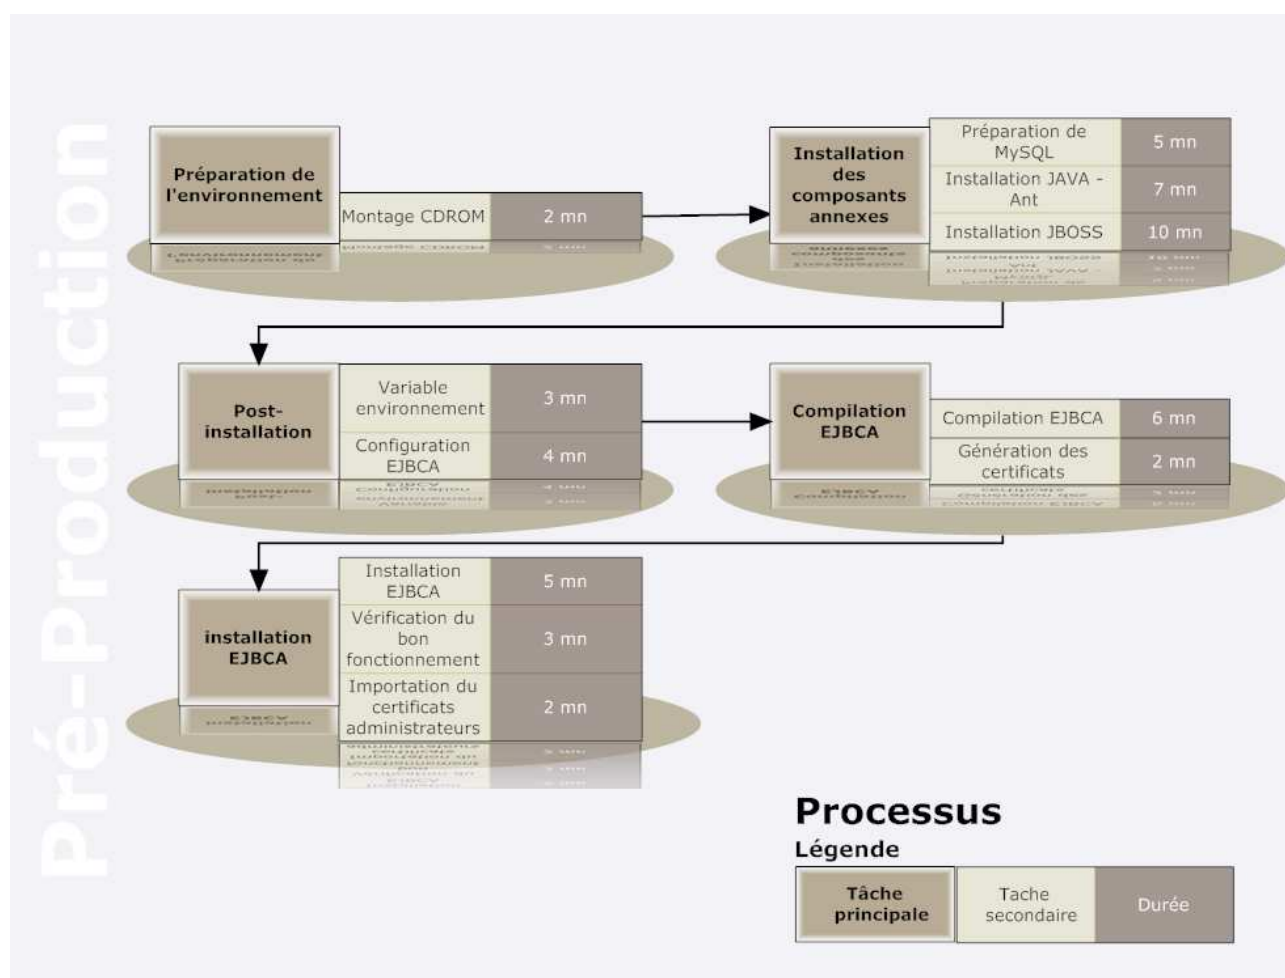 Pré-Production
Préparation de
l'environnement
Montage CDROM
2 mn
Installation
des
composants
annexes
Préparation de
MySQL
5 mn
Installation JAVA -
Ant
7 mn
Installation JBOSS
10 mn
Post-
installation
Variable
environnement
3 mn
Configuration
EJBCA
4 mn
Compilation
EJBCA
Compilation EJBCA
6 mn
Génération des
certificats
2 mn
installation
EJBCA
Installation
EJBCA
5 mn
Vérification du
bon
fonctionnement
3 mn
Importation du
certificats
administrateurs
2 mn
Processus
Légende
Tâche
principale
Tache
secondaire
Durée